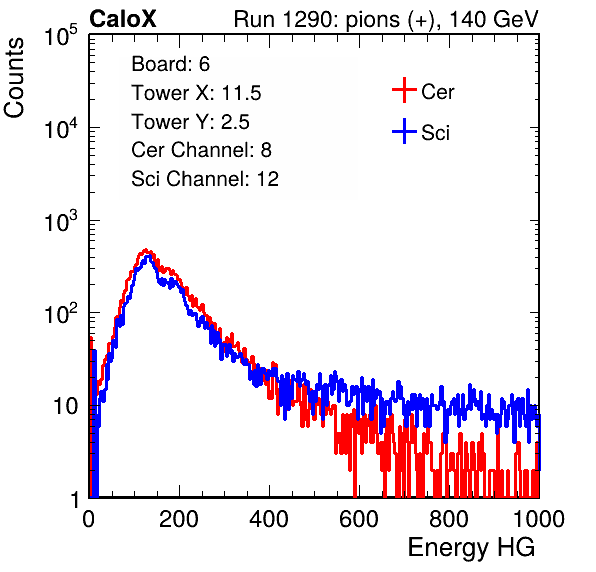 CaloX Run 1290: pions (+), 140 GeV
Counts
Board: 6
Tower X: 11.5
Tower Y: 2.5
Cer Channel: 8
Sci Channel: 12
Cer
Sci
10^5
10^4
10^3
10^2
10
1
0 200 400 600 800 1000
Energy HG